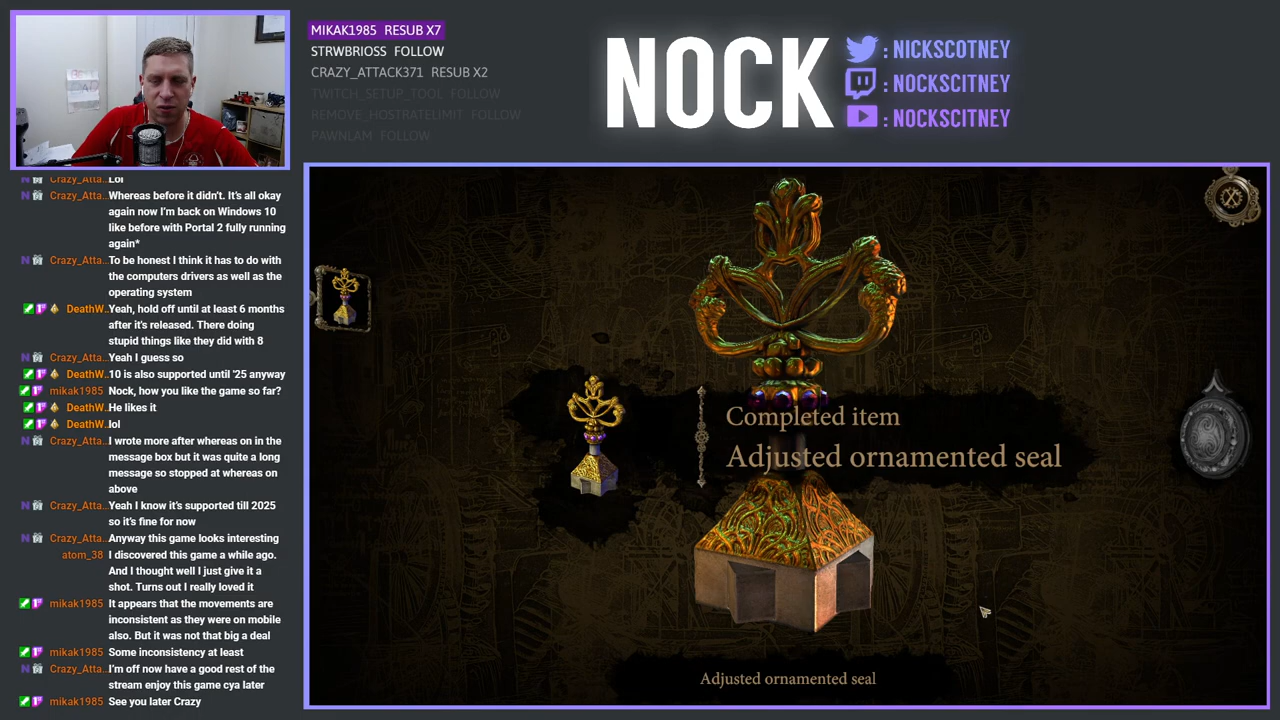 MIKAK1985 RESUB X7
STRWBRIOSS FOLLOW
CRAZY_ATTACK371 RESUB X2
TWITCH_SETUP_TOOL FOLLOW
REMOVE_HOSTRATELIMIT FOLLOW
PAWNLAM FOLLOW
NOCK
: NICKSCOTNEY
: NOCKSCITNEY
: NOCKSCITNEY
Crazy_Atta.. Lol
Crazy_Atta.. Whereas before it didn't. It's all okay
again now I'm back on Windows 10
like before with Portal 2 fully running
again*
Crazy_Atta.. To be honest I think it has to do with
the computers drivers as well as the
operating system
DeathW.. Yeah, hold off until at least 6 months
after it's released. There doing
stupid things like they did with 8
Crazy_Atta.. Yeah I guess so
DeathW.. 10 is also supported until '25 anyway
mikak1985 Nock, how you like the game so far?
DeathW.. He likes it
DeathW.. lol
Crazy_Atta.. I wrote more after whereas on in the
message box but it was quite a long
message so stopped at whereas on
above
Crazy_Atta.. Yeah I know it's supported till 2025
so it's fine for now
Crazy_Atta.. Anyway this game looks interesting
atom_38 I discovered this game a while ago.
And I thought well I just give it a
shot. Turns out I really loved it
mikak1985 It appears that the movements are
inconsistent as they were on mobile
also. But it was not that big a deal
mikak1985 Some inconsistency at least
Crazy_Atta.. I'm off now have a good rest of the
stream enjoy this game cya later
mikak1985 See you later Crazy
Completed item
Adjusted ornamented seal
Adjusted ornamented seal